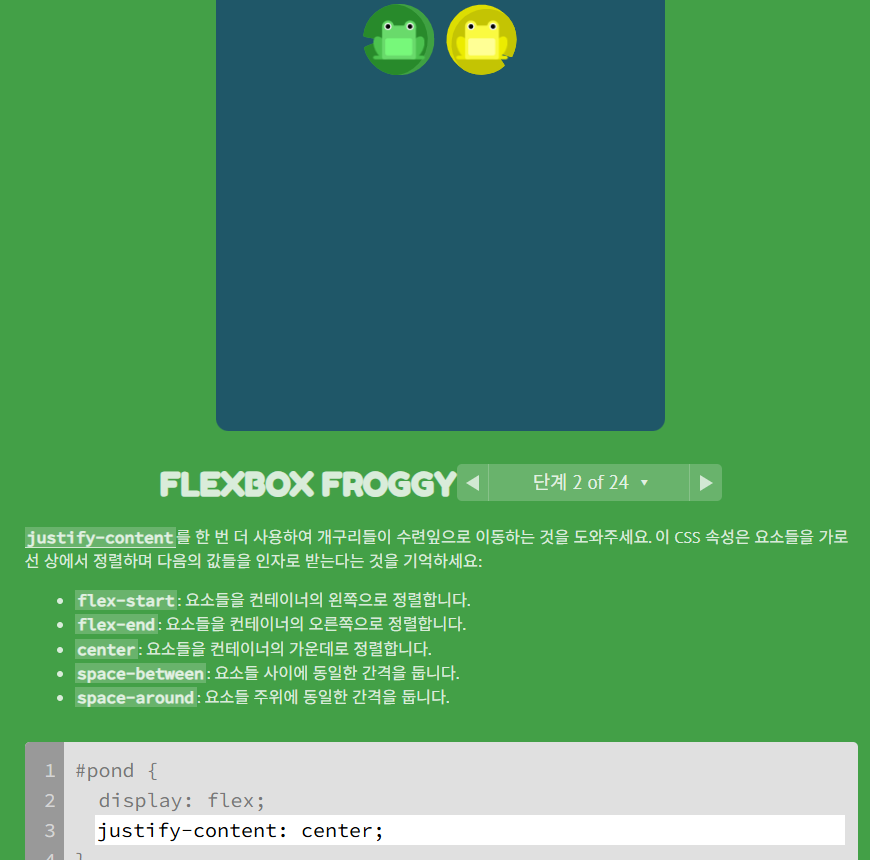 FLEXBOX FROGGY
단계 2 of 24
justify-content를 한 번 더 사용하여 개구리들이 수련잎으로 이동하는 것을 도와주세요. 이 CSS 속성은 요소들을 가로
선 상에서 정렬하며 다음의 값들을 인자로 받는다는 것을 기억하세요:
flex-start: 요소들을 컨테이너의 왼쪽으로 정렬합니다.
flex-end: 요소들을 컨테이너의 오른쪽으로 정렬합니다.
center: 요소들을 컨테이너의 가운데로 정렬합니다.
space-between: 요소들 사이에 동일한 간격을 둡니다.
space-around: 요소들 주위에 동일한 간격을 둡니다.
1 #pond {
2 display: flex;
3 justify-content: center;
4 }